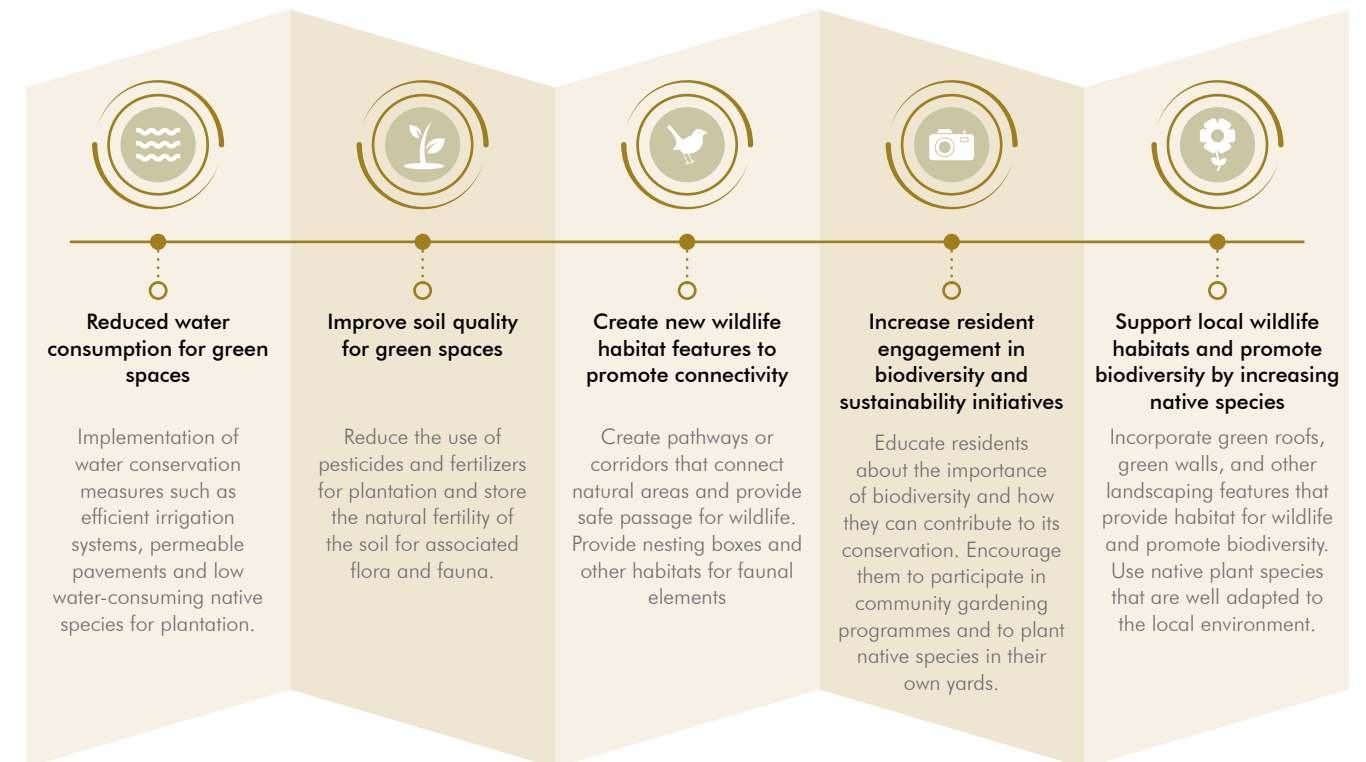 Reduced water
consumption for green
spaces
Implementation of
water conservation
measures such as
efficient irrigation
systems, permeable
pavements and low
water-consuming native
species for plantation.
Improve soil quality
for green spaces
Reduce the use of
pesticides and fertilizers
for plantation and store
the natural fertility of
the soil for associated
flora and fauna.
Create new wildlife
habitat features to
promote connectivity
Create pathways or
corridors that connect
natural areas and provide
safe passage for wildlife.
Provide nesting boxes and
other habitats for faunal
elements
Increase resident
engagement in
biodiversity and
sustainability initiatives
Educate residents
about the importance
of biodiversity and how
they can contribute to its
conservation. Encourage
them to participate in
community gardening
programmes and to plant
native species in their
own yards.
Support local wildlife
habitats and promote
biodiversity by increasing
native species
Incorporate green roofs,
green walls, and other
landscaping features that
provide habitat for wildlife
and promote biodiversity.
Use native plant species
that are well adapted to
the local environment.